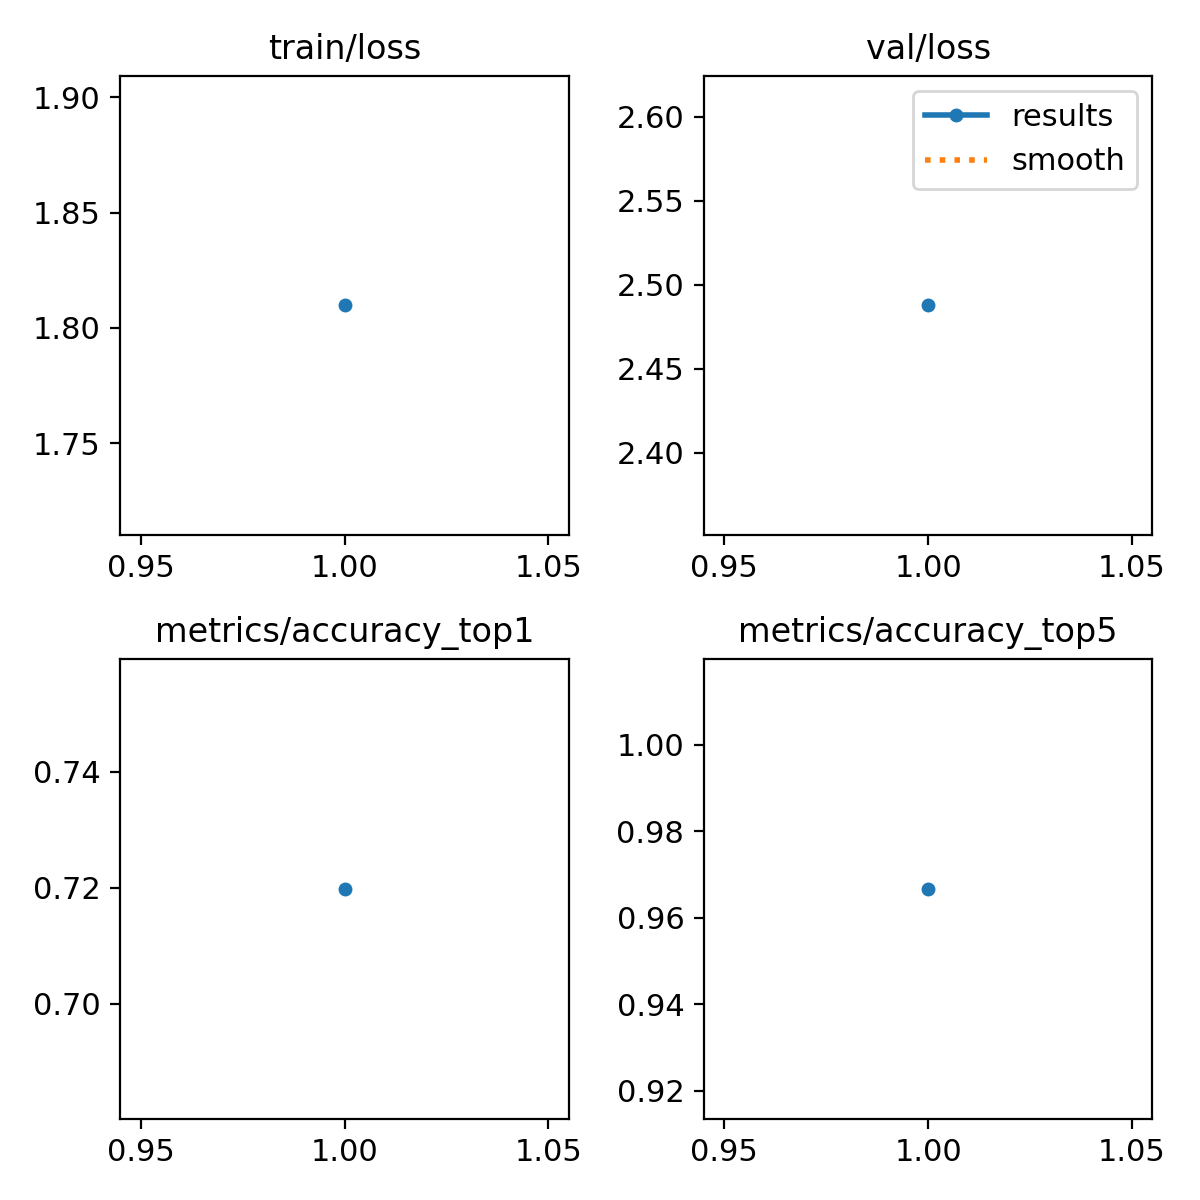 train/loss
1.90
1.85
1.80
1.75
0.95 1.00 1.05
val/loss
results
smooth
2.60
2.55
2.50
2.45
2.40
0.95 1.00 1.05
metrics/accuracy_top1
0.74
0.72
0.70
0.95 1.00 1.05
metrics/accuracy_top5
1.00
0.98
0.96
0.94
0.92
0.95 1.00 1.05